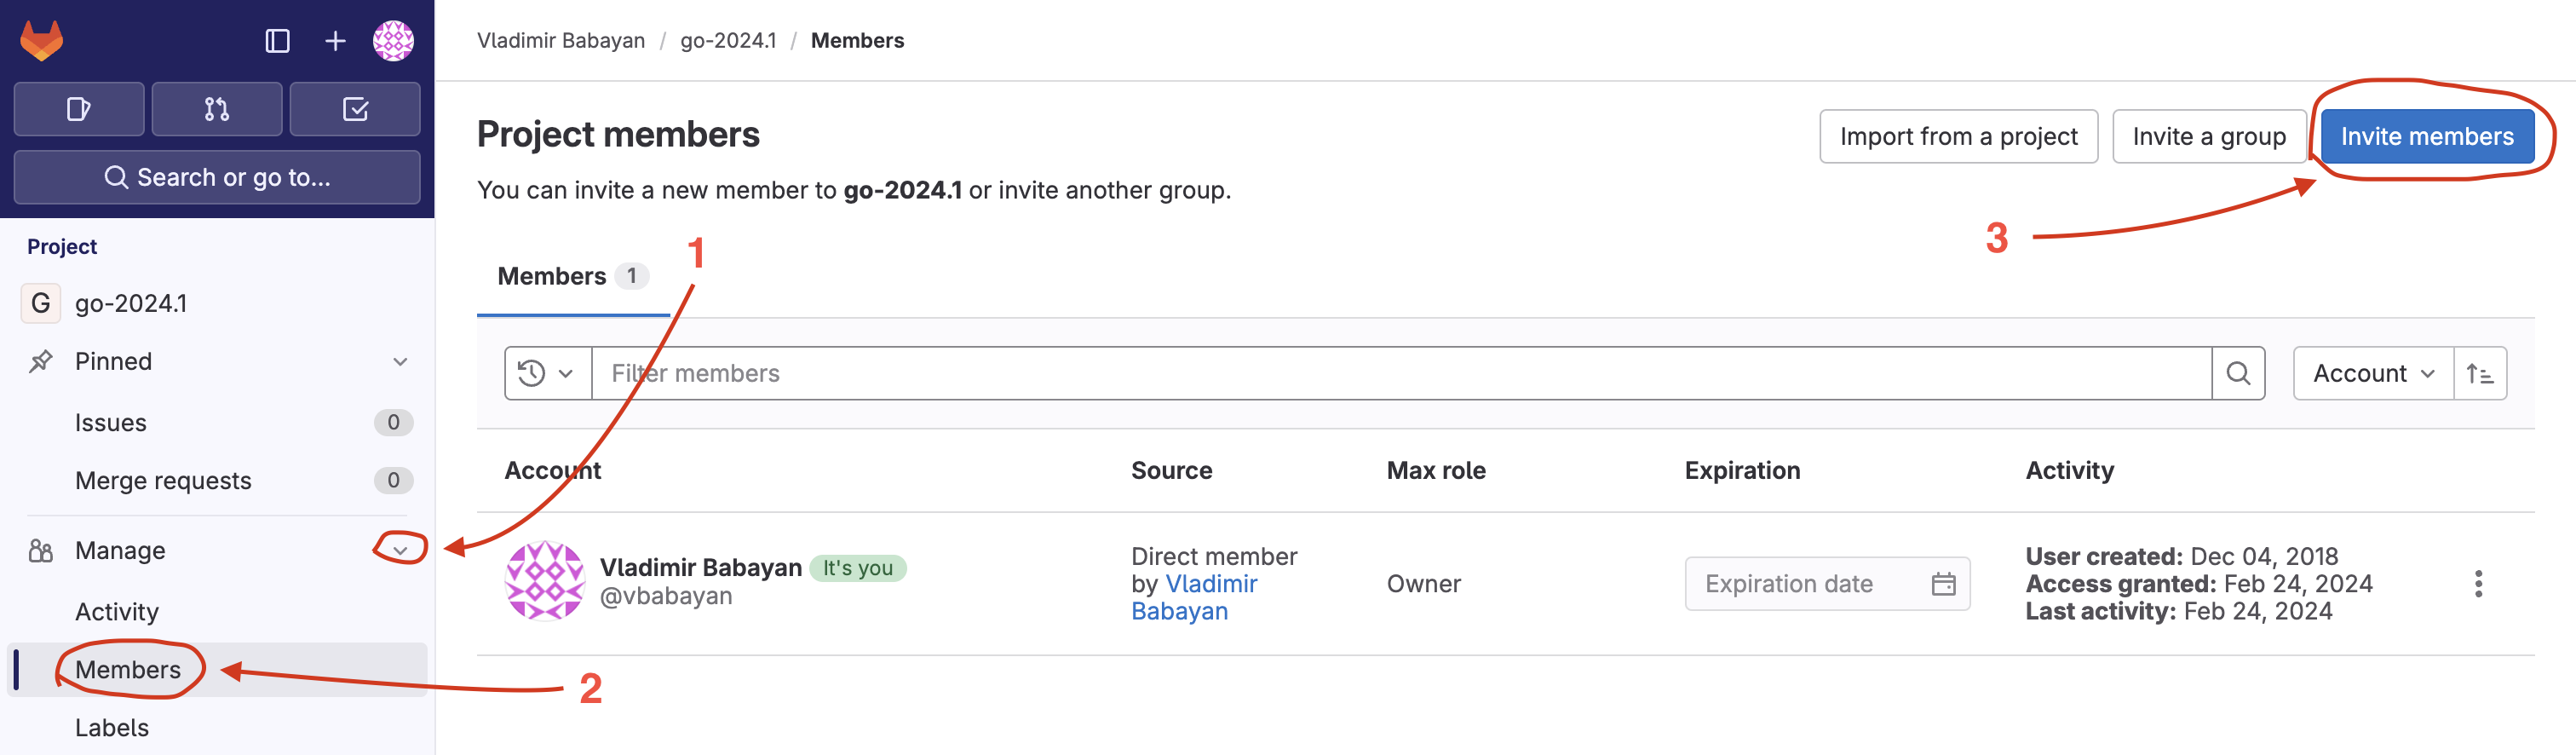 Vladimir Babayan / go-2024.1 / Members
Search or go to...
Project
G go-2024.1
Pinned
Issues 0
Merge requests 0
Manage
Activity
Members
Labels
Project members
Import from a project
Invite a group
Invite members
You can invite a new member to go-2024.1 or invite another group.
1
3
Members 1
Filter members
Account
Account Source Max role Expiration Activity
Vladimir Babayan It's you
@vbabayan
Direct member
by Vladimir
Babayan
Owner
Expiration date
User created: Dec 04, 2018
Access granted: Feb 24, 2024
Last activity: Feb 24, 2024
2